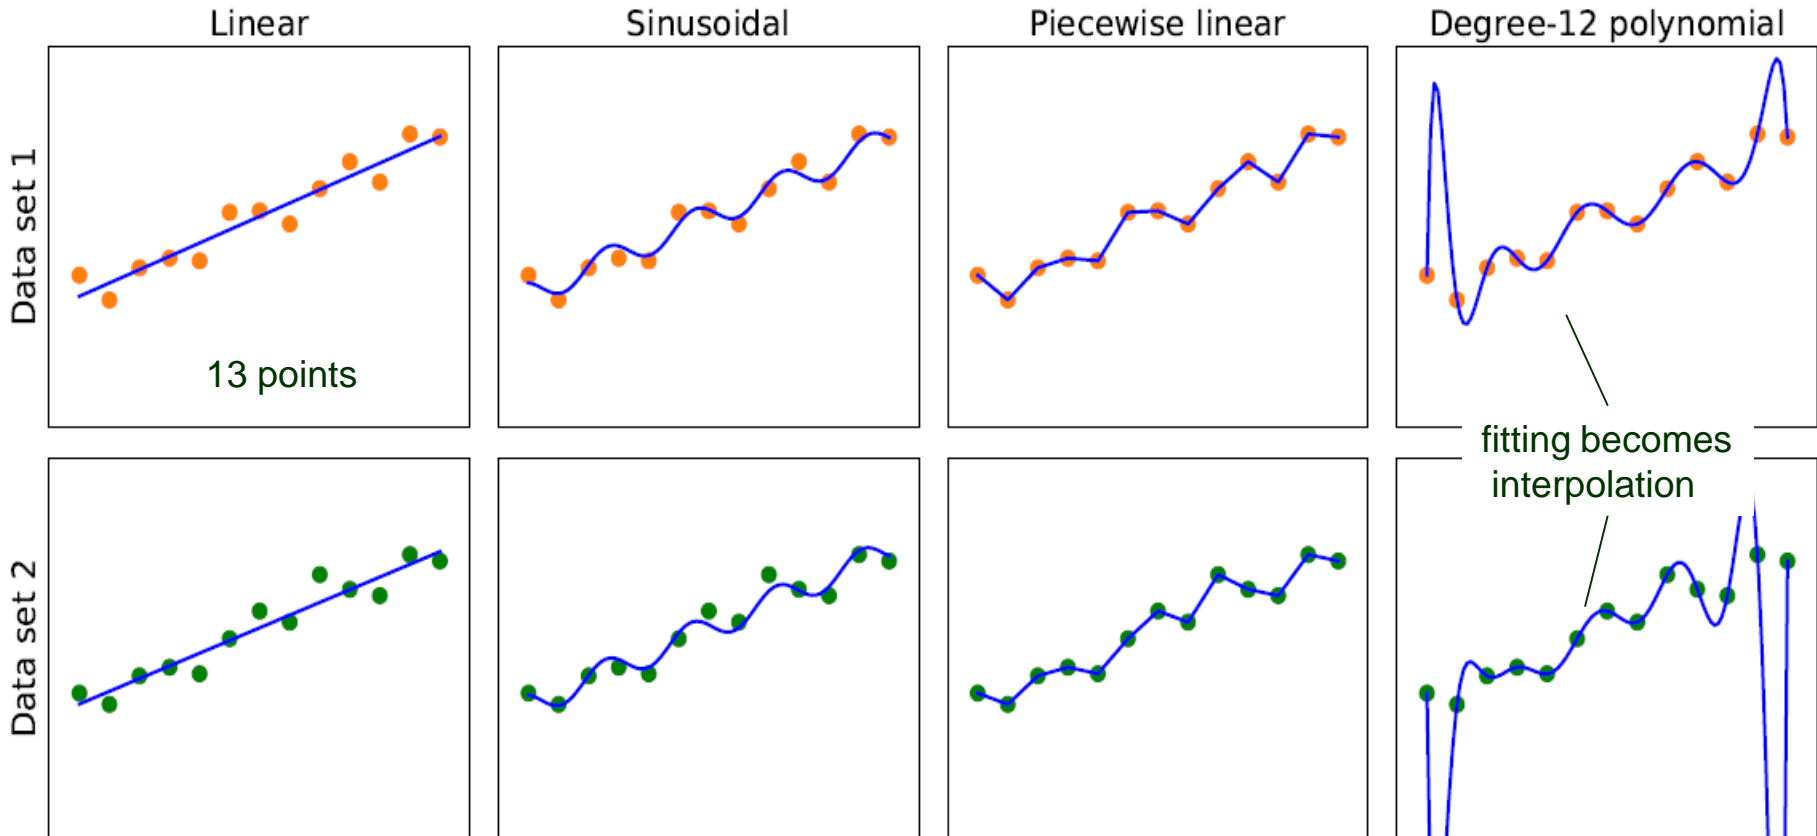 Linear
Sinusoidal
Piecewise linear
Degree-12 polynomial
Data set 1
13 points
fitting becomes
interpolation
Data set 2